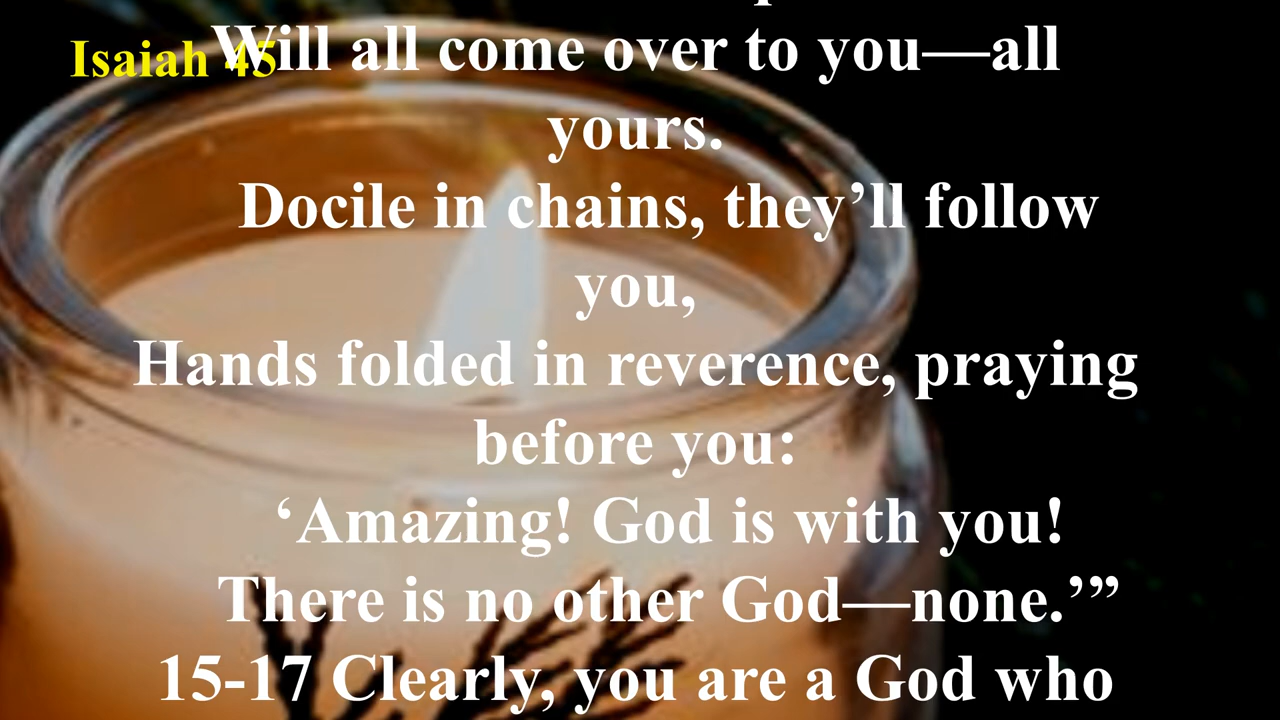 Isaiah 45
Will all come over to you—all
yours.
Docile in chains, they’ll follow
you,
Hands folded in reverence, praying
before you:
‘Amazing! God is with you!
There is no other God—none.’”
15-17 Clearly, you are a God who